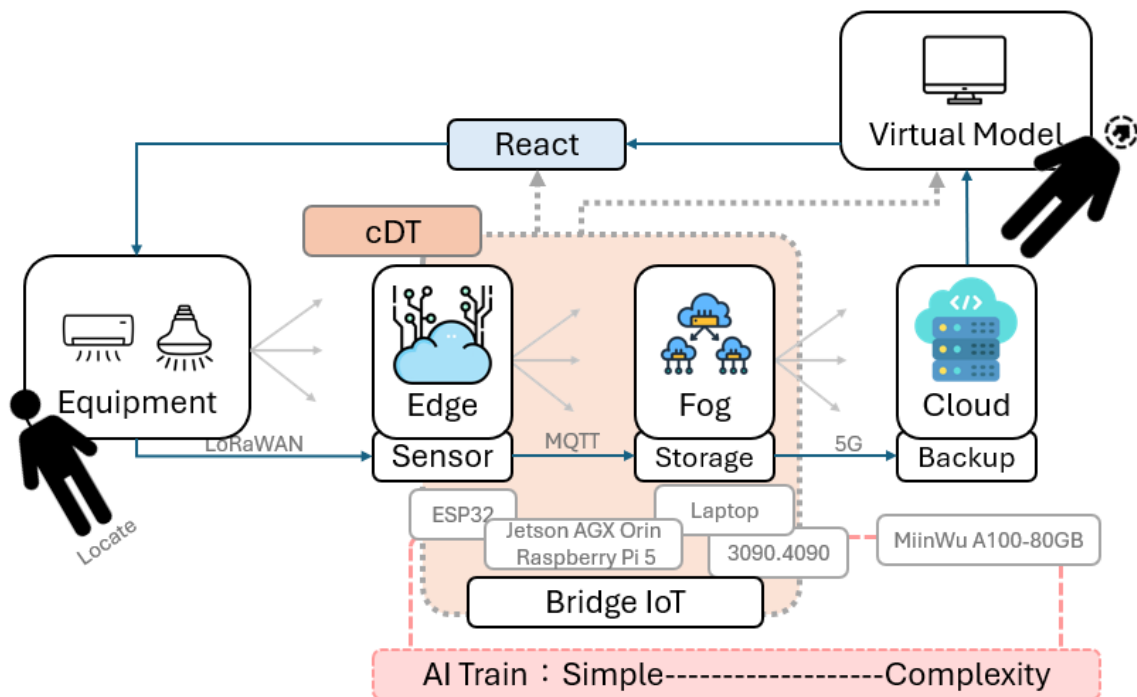 Virtual Model
React
cDT
</>
Equipment
Edge
Fog
Cloud
LoRaWAN
Sensor
MQTT
Storage
5G
Backup
Locate
ESP32
Jetson AGX Orin
Raspberry Pi 5
Laptop
3090.4090
MiinWu A100-80GB
Bridge IoT
AI Train：Simple------------------Complexity